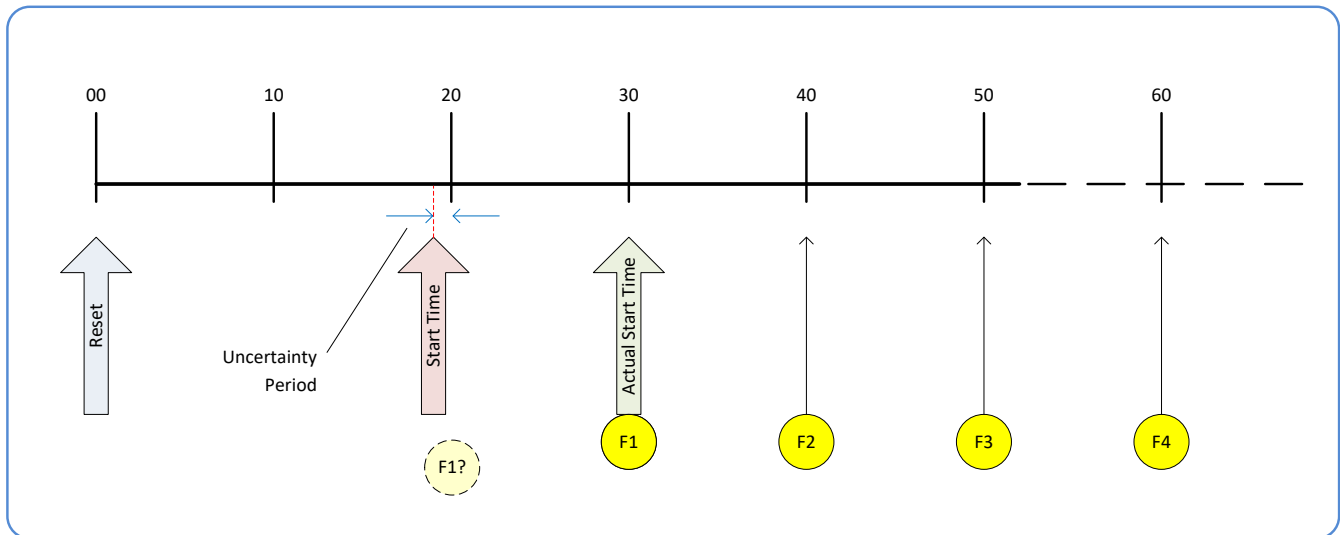 00
10
20
30
40
50
60
Reset
Start Time
Actual Start Time
Uncertainty
Period
F1?
F1
F2
F3
F4